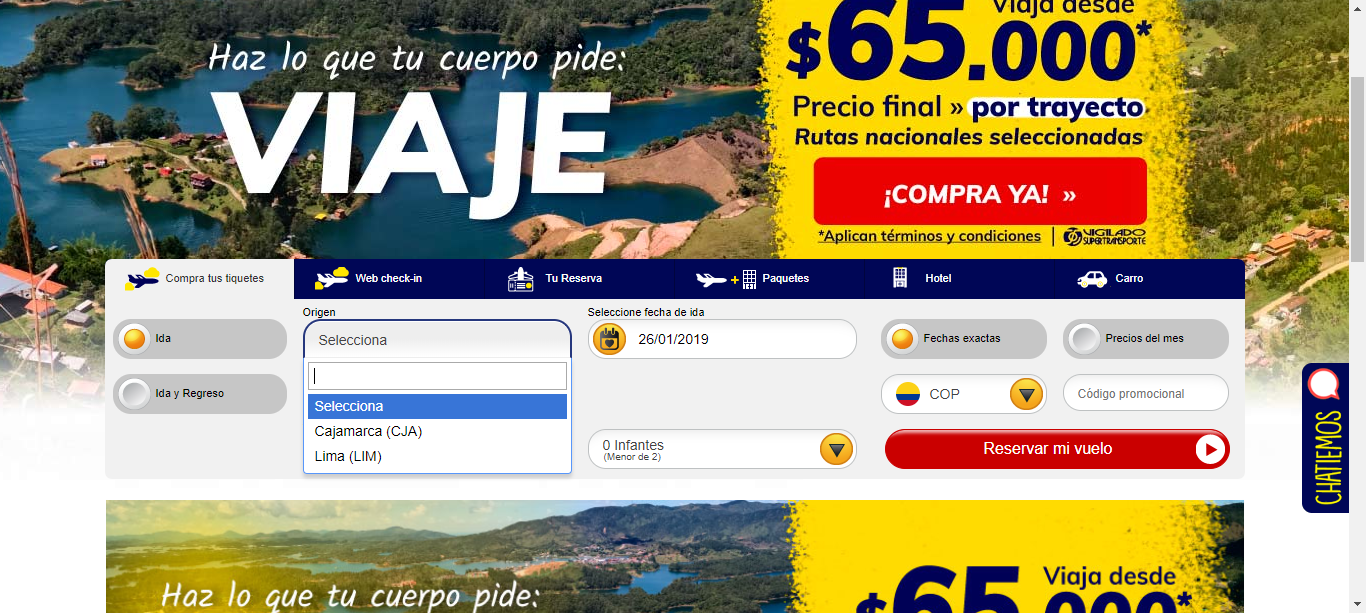 Viaja desde
Haz lo que tu cuerpo pide:
VIAJE
$65.000*
Precio final » por trayecto
Rutas nacionales seleccionadas
¡COMPRA YA! »
*Aplican términos y condiciones | VIGILADO
SUPERTRANSPORTE
Compra tus tiquetes
Web check-in
Tu Reserva
Paquetes
Hotel
Carro
Origen
Seleccione fecha de ida
Ida
Selecciona
26/01/2019
Fechas exactas
Precios del mes
Ida y Regreso
COP
Código promocional
Selecciona
Cajamarca (CJA)
Lima (LIM)
0 Infantes
(Menor de 2)
Reservar mi vuelo
CHATIEMOS
Haz lo que tu cuerpo pide:
Viaja desde
$65.000*